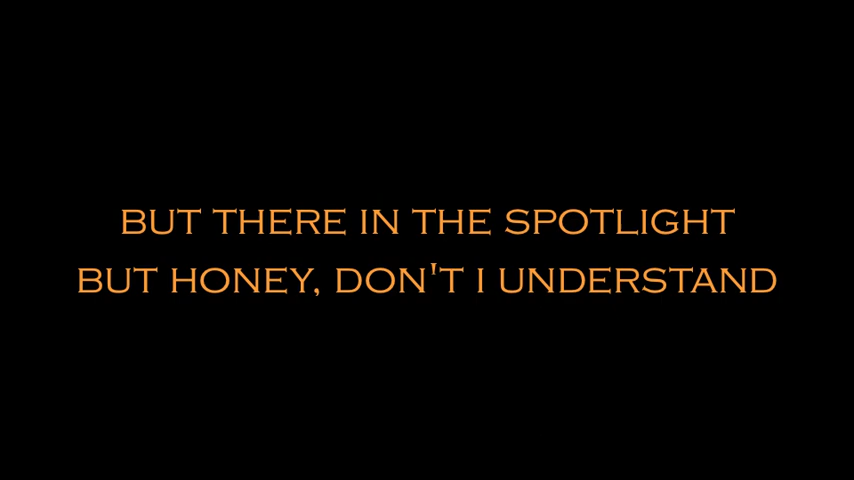 BUT THERE IN THE SPOTLIGHT
BUT HONEY, DON'T I UNDERSTAND